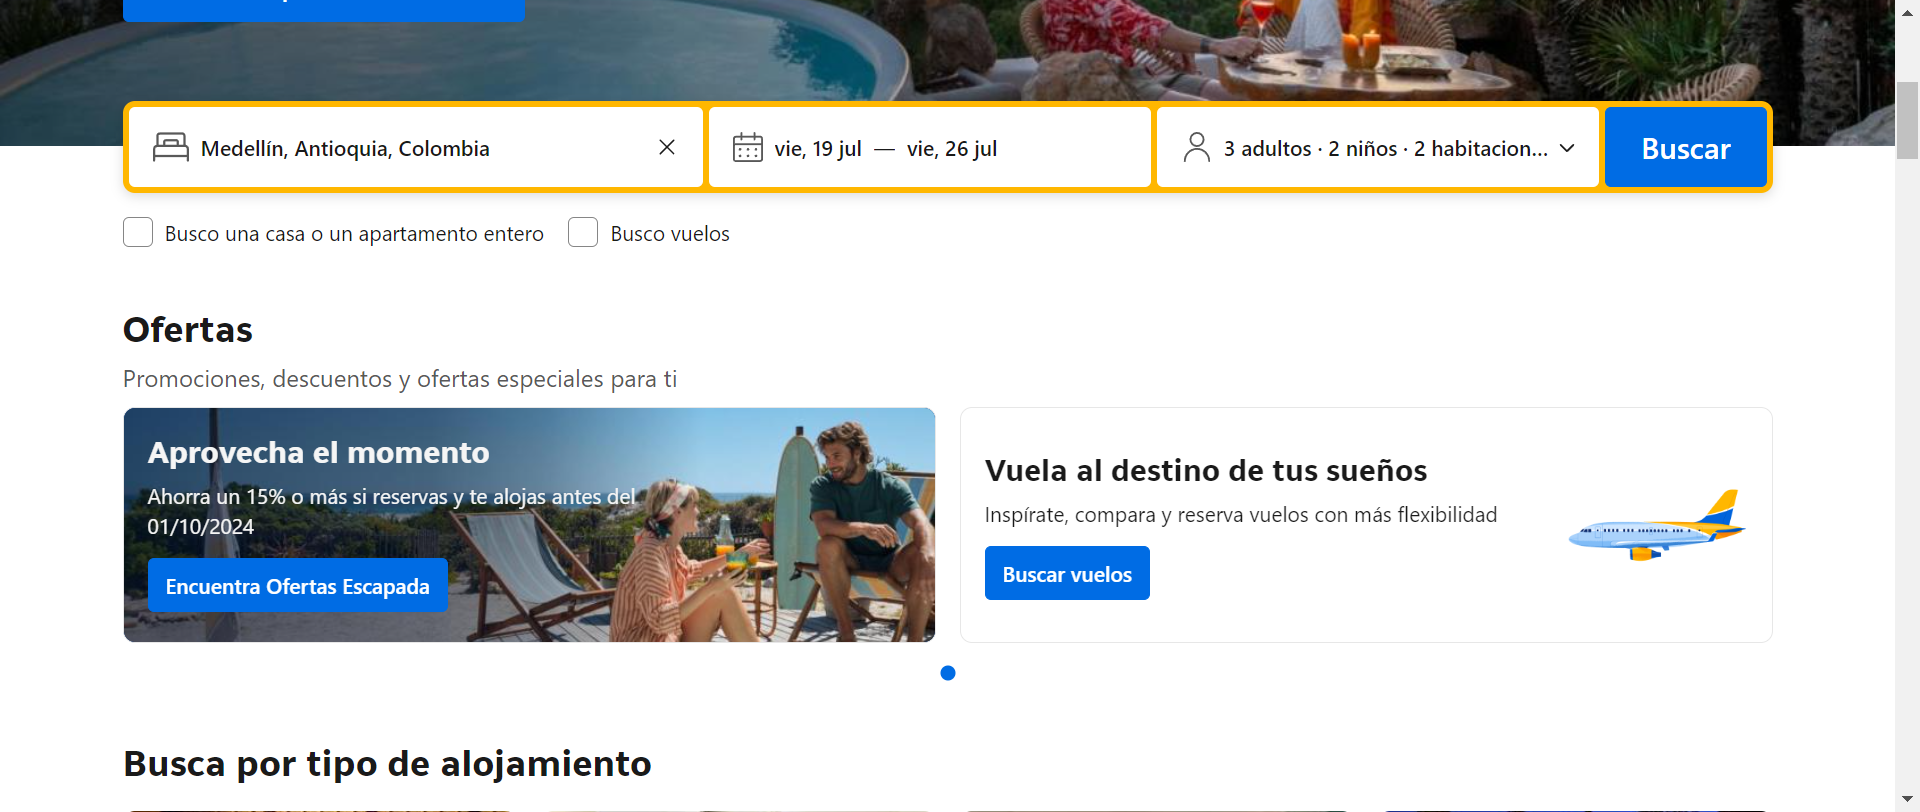 Medellín, Antioquia, Colombia
vie, 19 jul — vie, 26 jul
3 adultos · 2 niños · 2 habitacion...
Buscar
Busco una casa o un apartamento entero
Busco vuelos
Ofertas
Promociones, descuentos y ofertas especiales para ti
Aprovecha el momento
Ahorra un 15% o más si reservas y te alojas antes del
01/10/2024
Encuentra Ofertas Escapada
Vuela al destino de tus sueños
Inspírate, compara y reserva vuelos con más flexibilidad
Buscar vuelos
Busca por tipo de alojamiento